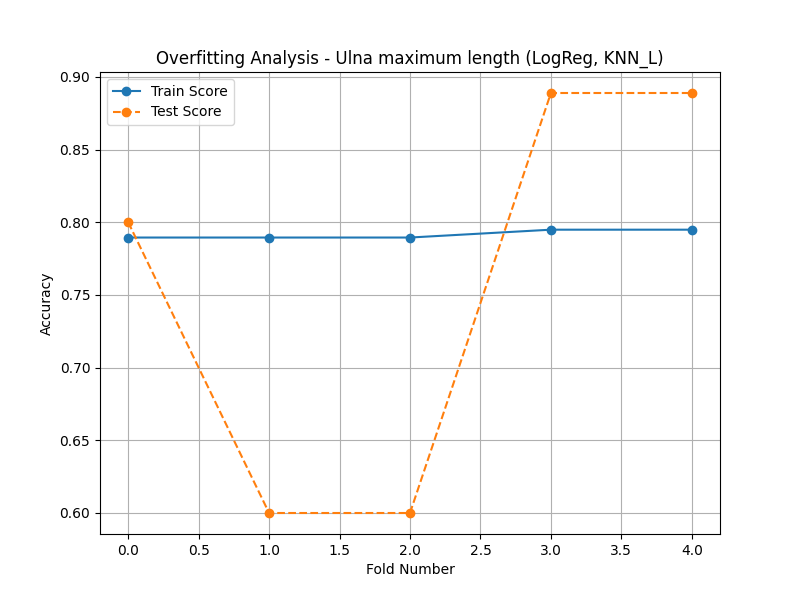 Overfitting Analysis - Ulna maximum length (LogReg, KNN_L)
Train Score
Test Score
0.90
0.85
0.80
0.75
0.70
0.65
0.60
Accuracy
0.0 0.5 1.0 1.5 2.0 2.5 3.0 3.5 4.0
Fold Number